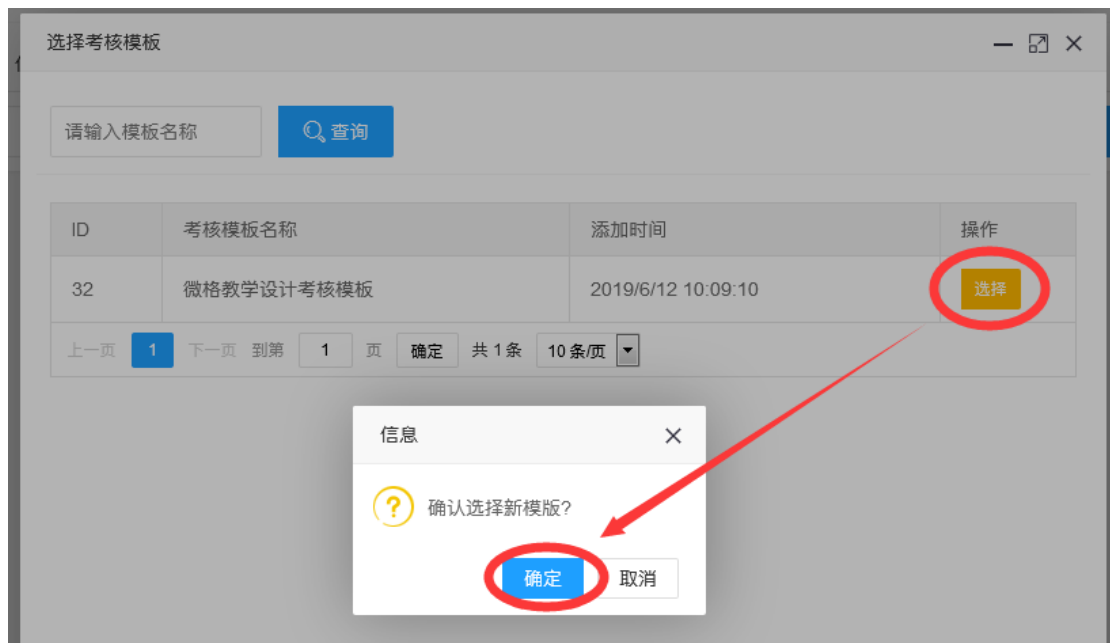 选择考核模板
请输入模板名称 查询
ID 考核模板名称 添加时间 操作
32 微格教学设计考核模板 2019/6/12 10:09:10 选择
上一页 1 下一页 到第 1 页 确定 共 1 条 10 条/页
信息
? 确认选择新模版?
确定 取消